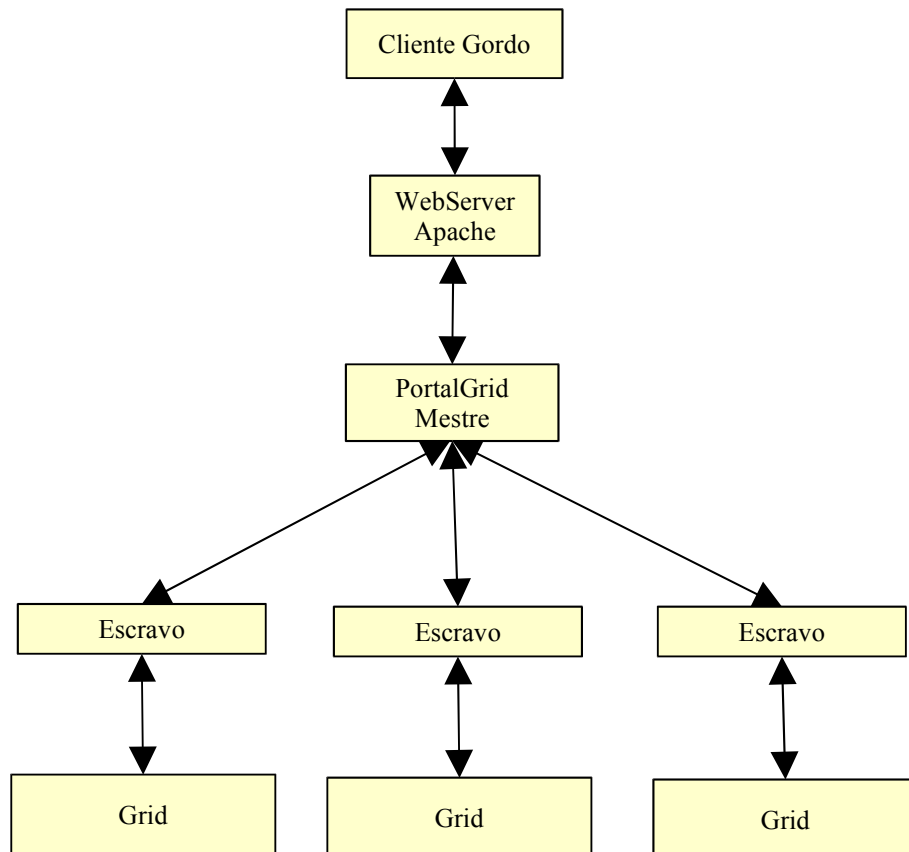 Cliente Gordo
WebServer
Apache
PortalGrid
Mestre
Escravo
Escravo
Escravo
Grid
Grid
Grid